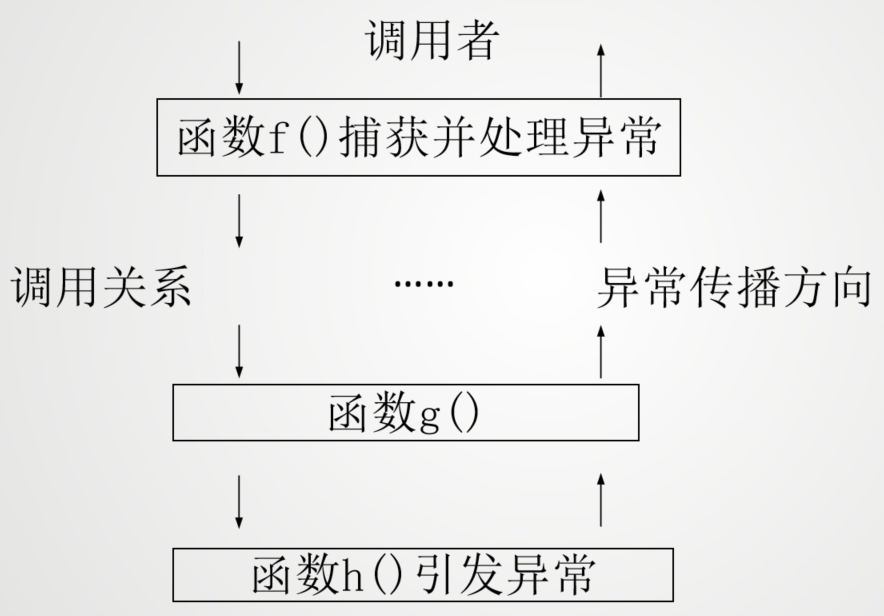 调用者
函数f()捕获并处理异常
调用关系
……
异常传播方向
函数g()
函数h()引发异常